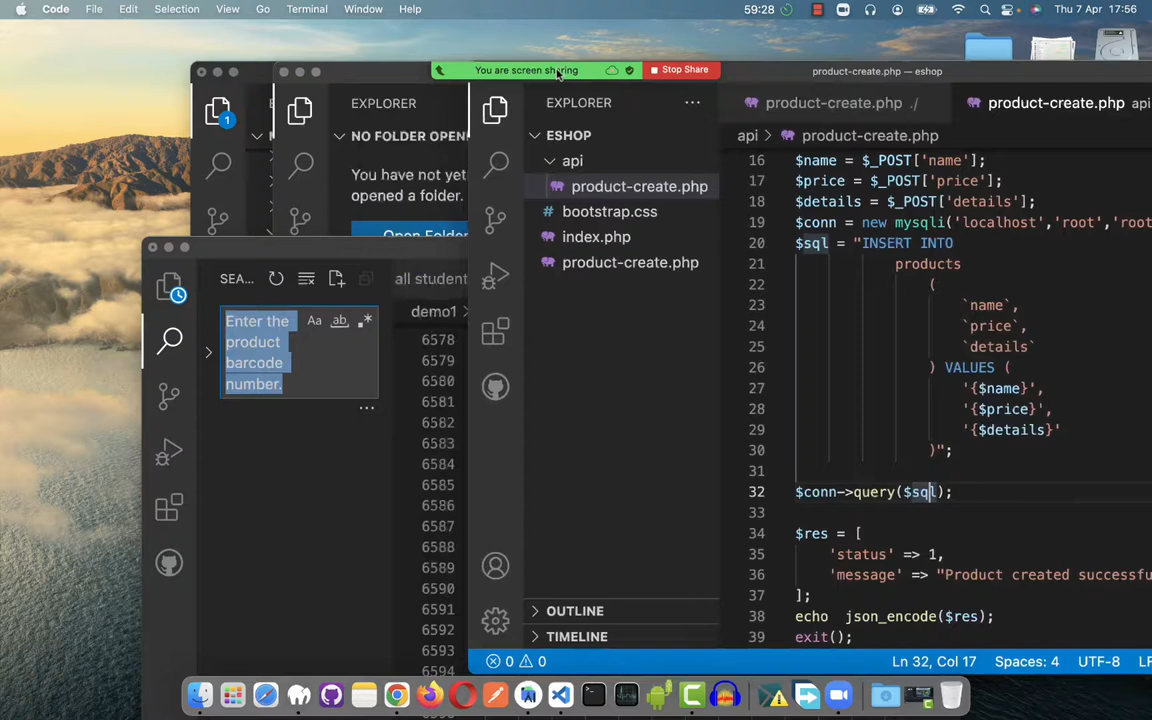 Code File Edit Selection View Go Terminal Window Help 59:28 Thu 7 Apr 17:56
You are screen sharing Stop Share
product-create.php — eshop
EXPLORER
NO FOLDER OPENE
You have not yet
opened a folder.
Open Folder
1
EXPLORER
ESHOP
api
product-create.php
bootstrap.css
index.php
product-create.php
OUTLINE
TIMELINE
product-create.php ./
product-create.php api
api > product-create.php
16 $name = $_POST['name'];
17 $price = $_POST['price'];
18 $details = $_POST['details'];
19 $conn = new mysqli('localhost','root','root
20 $sql = "INSERT INTO
21 products
22 (
23 `name`,
24 `price`,
25 `details`
26 ) VALUES (
27 '{$name}',
28 '{$price}',
29 '{$details}'
30 )";
31
32 $conn->query($sql);
33
34 $res = [
35 'status' => 1,
36 'message' => "Product created successfu
37 ];
38 echo json_encode($res);
39 exit();
0 0 Ln 32, Col 17 Spaces: 4 UTF-8 LF
SEA...
Enter the
product
barcode
number.
Aa ab
all student
demo1 >
6578
6579
6580
6581
6582
6583
6584
6585
6586
6587
6588
6589
6590
6591
6592
6593
6594